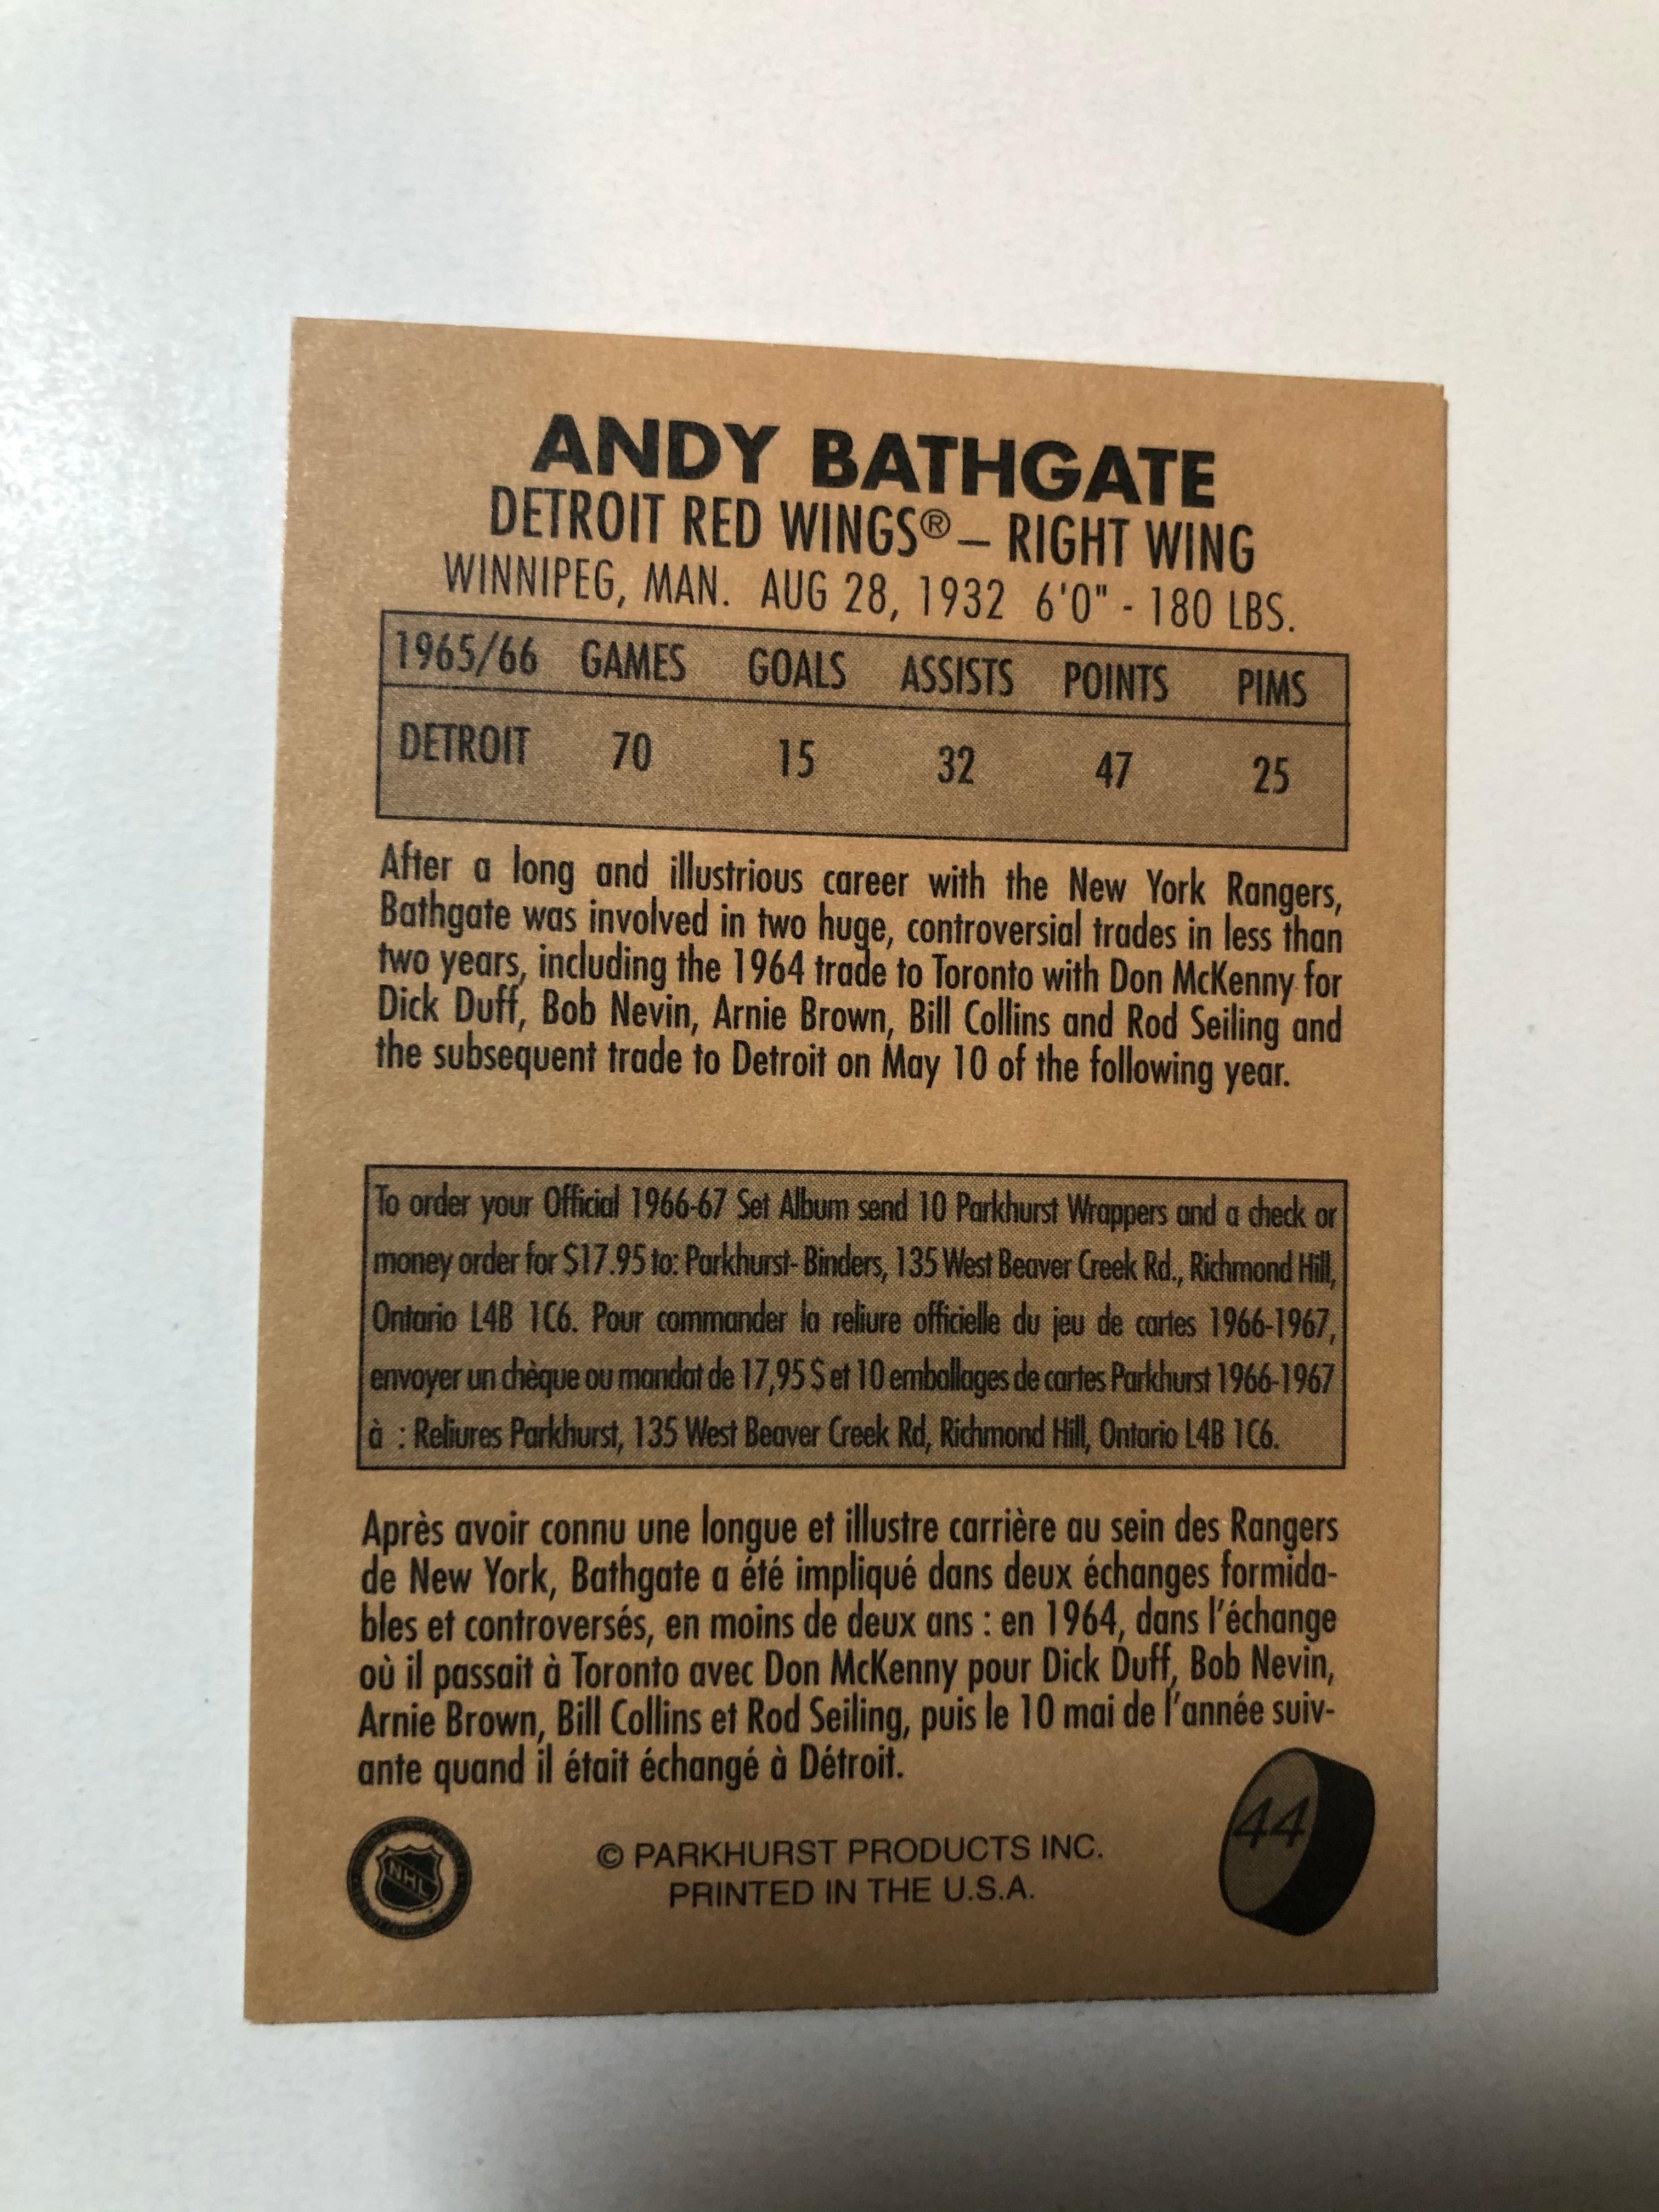 ANDY BATHGATE
DETROIT RED WINGS® – RIGHT WING
WINNIPEG, MAN. AUG 28, 1932 6'0" - 180 LBS.
1965/66 GAMES GOALS ASSISTS POINTS PIMS
DETROIT 70 15 32 47 25
After a long and illustrious career with the New York Rangers,
Bathgate was involved in two huge, controversial trades in less than
two years, including the 1964 trade to Toronto with Don McKenny for
Dick Duff, Bob Nevin, Arnie Brown, Bill Collins and Rod Seiling and
the subsequent trade to Detroit on May 10 of the following year.
To order your Official 1966-67 Set Album send 10 Parkhurst Wrappers and a check or
money order for $17.95 to: Parkhurst- Binders, 135 West Beaver Creek Rd., Richmond Hill,
Ontario L4B 1C6. Pour commander la reliure officielle du jeu de cartes 1966-1967,
envoyer un chèque ou mandat de 17,95 $ et 10 emballages de cartes Parkhurst 1966-1967
à : Reliures Parkhurst, 135 West Beaver Creek Rd, Richmond Hill, Ontario L4B 1C6.
Après avoir connu une longue et illustre carrière au sein des Rangers
de New York, Bathgate a été impliqué dans deux échanges formida-
bles et controversés, en moins de deux ans : en 1964, dans l'échange
où il passait à Toronto avec Don McKenny pour Dick Duff, Bob Nevin,
Arnie Brown, Bill Collins et Rod Seiling, puis le 10 mai de l'année suiv-
ante quand il était échangé à Détroit.
NHL
© PARKHURST PRODUCTS INC.
PRINTED IN THE U.S.A.
44